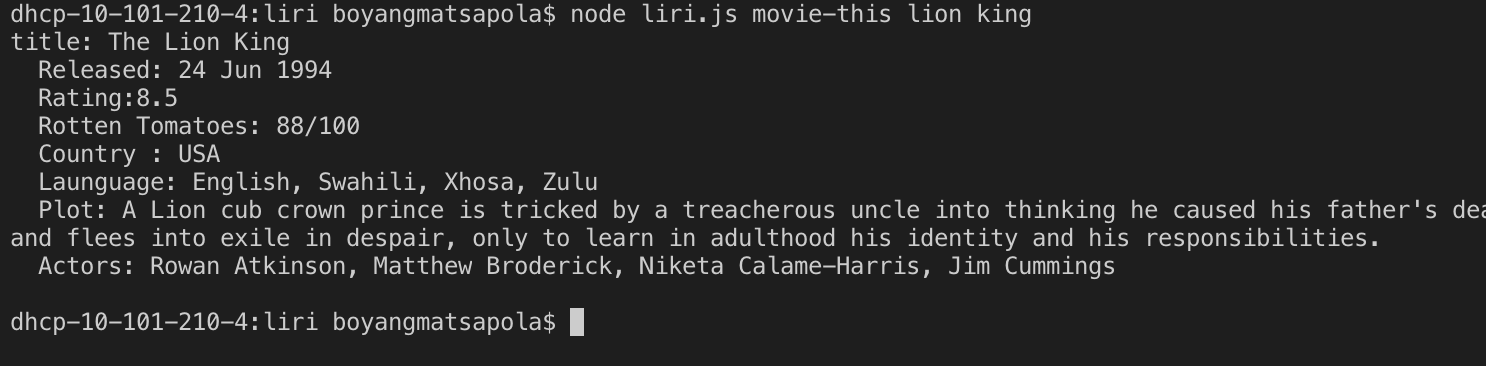 dhcp-10-101-210-4:liri boyangmatsapola$ node liri.js movie-this lion king
title: The Lion King
Released: 24 Jun 1994
Rating:8.5
Rotten Tomatoes: 88/100
Country : USA
Launguage: English, Swahili, Xhosa, Zulu
Plot: A Lion cub crown prince is tricked by a treacherous uncle into thinking he caused his father's
and flees into exile in despair, only to learn in adulthood his identity and his responsibilities.
Actors: Rowan Atkinson, Matthew Broderick, Niketa Calame-Harris, Jim Cummings
dhcp-10-101-210-4:liri boyangmatsapola$